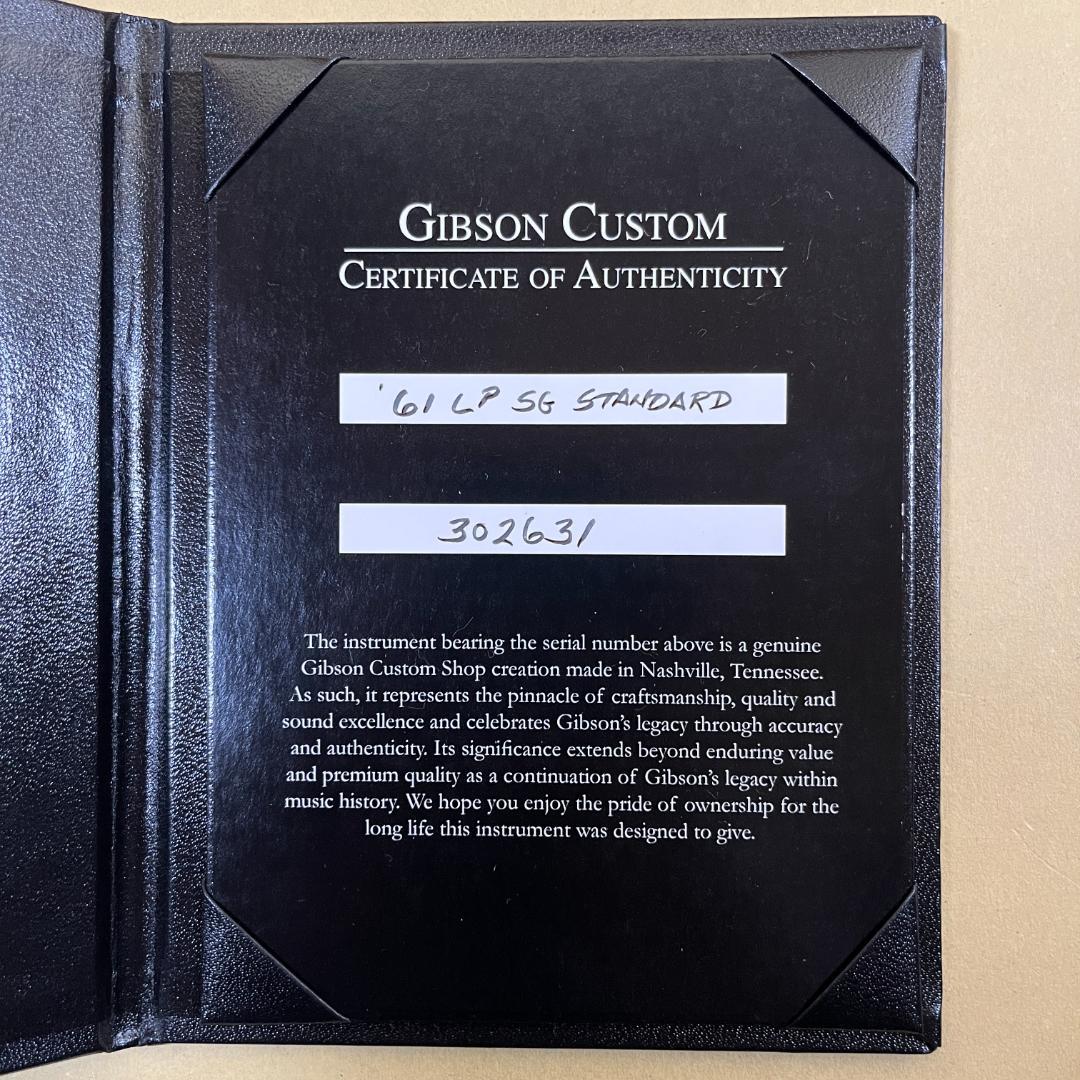 GIBSON CUSTOM
CERTIFICATE OF AUTHENTICITY
'61 LP SG STANDARD
302631
The instrument bearing the serial number above is a genuine
Gibson Custom Shop creation made in Nashville, Tennessee.
As such, it represents the pinnacle of craftsmanship, quality and
sound excellence and celebrates Gibson's legacy through accuracy
and authenticity. Its significance extends beyond enduring value
and premium quality as a continuation of Gibson's legacy within
music history. We hope you enjoy the pride of ownership for the
long life this instrument was designed to give.